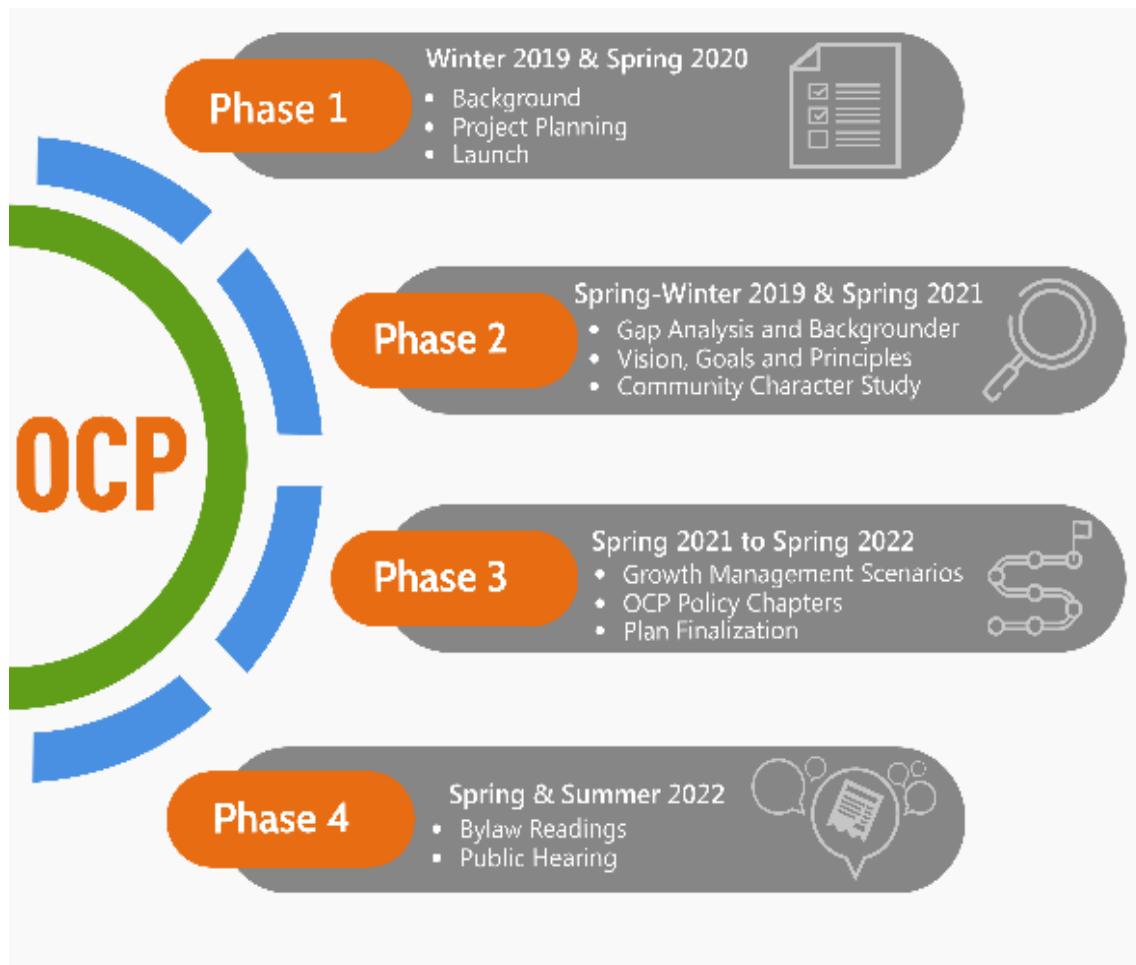 OCP
Phase 1
Winter 2019 & Spring 2020
• Background
• Project Planning
• Launch
Phase 2
Spring-Winter 2019 & Spring 2021
• Gap Analysis and Backgrounder
• Vision, Goals and Principles
• Community Character Study
Phase 3
Spring 2021 to Spring 2022
• Growth Management Scenarios
• OCP Policy Chapters
• Plan Finalization
Phase 4
Spring & Summer 2022
• Bylaw Readings
• Public Hearing